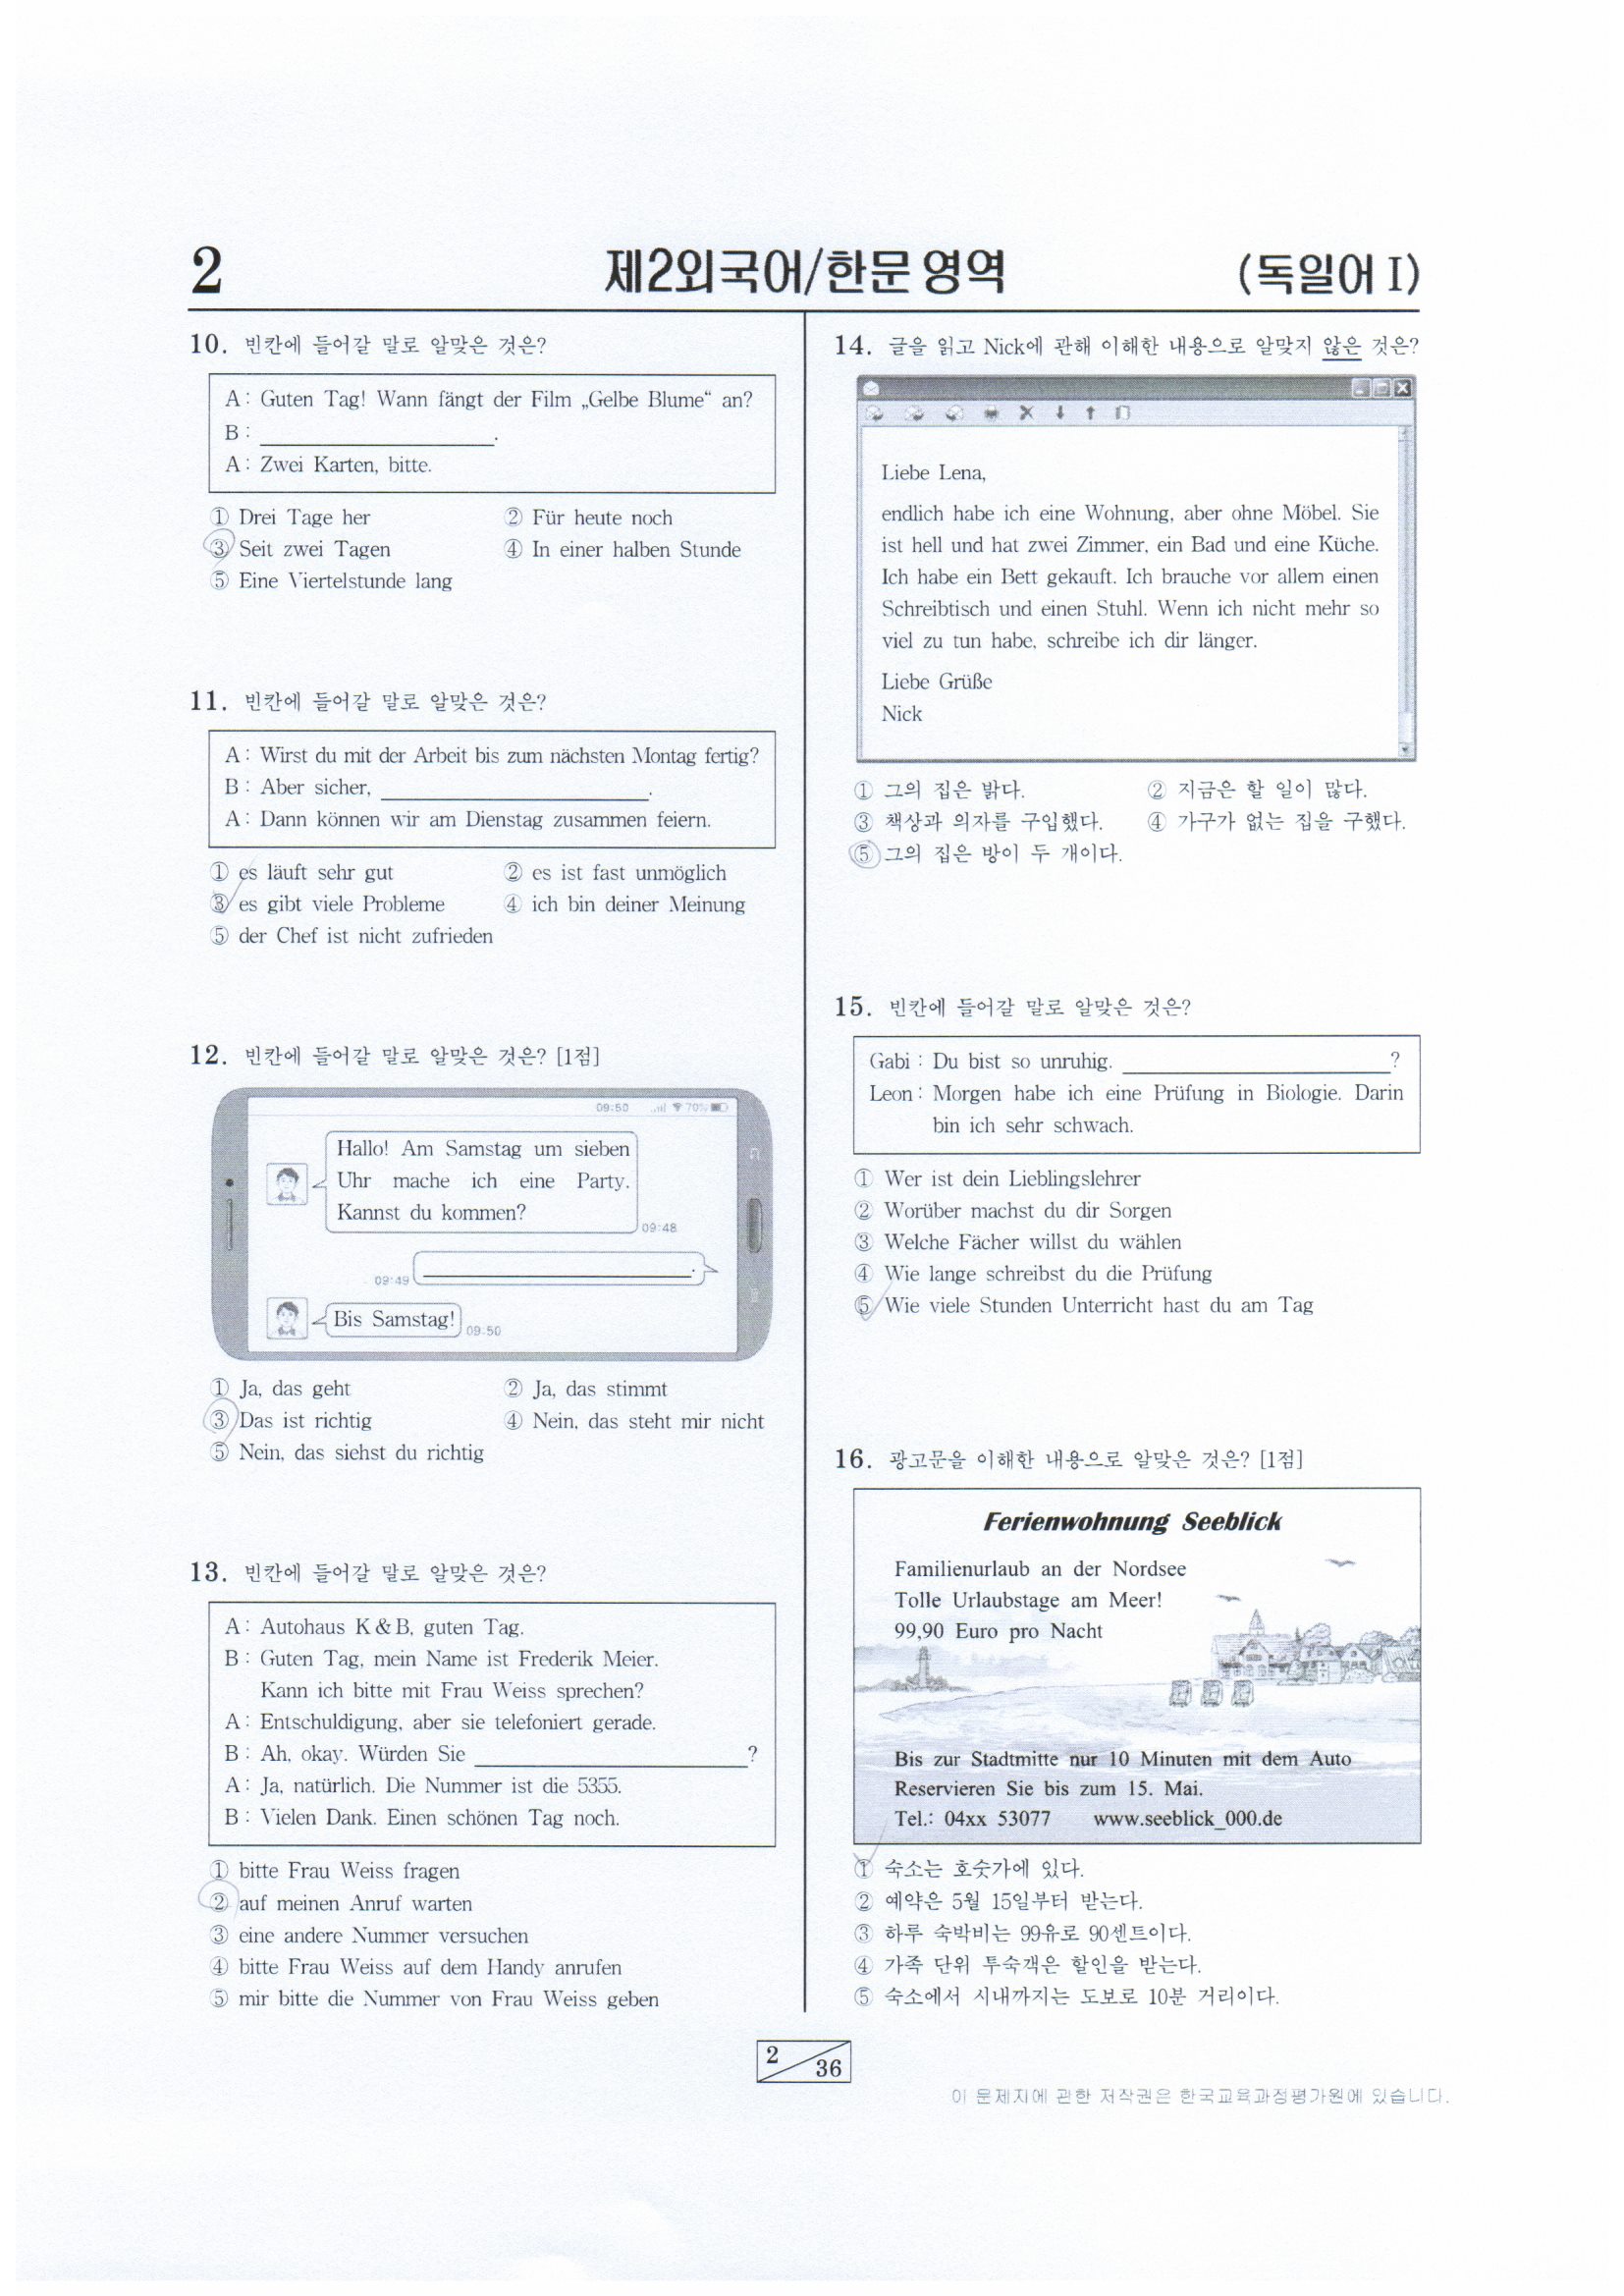 2
제2외국어/한문 영역
(독일어 I)
10. 빈칸에 들어갈 말로 알맞은 것은?
A : Guten Tag! Wann fängt der Film „Gelbe Blume“ an?
B : ____________________.
A : Zwei Karten, bitte.
① Drei Tage her ② Für heute noch
③ Seit zwei Tagen ④ In einer halben Stunde
⑤ Eine Viertelstunde lang
11. 빈칸에 들어갈 말로 알맞은 것은?
A : Wirst du mit der Arbeit bis zum nächsten Montag fertig?
B : Aber sicher, ____________________.
A : Dann können wir am Dienstag zusammen feiern.
① es läuft sehr gut ② es ist fast unmöglich
③ es gibt viele Probleme ④ ich bin deiner Meinung
⑤ der Chef ist nicht zufrieden
12. 빈칸에 들어갈 말로 알맞은 것은? [1점]
09:50 70%
Hallo! Am Samstag um sieben
Uhr mache ich eine Party.
Kannst du kommen?
09:48
09:49 ____________________.
Bis Samstag!
09:50
① Ja, das geht ② Ja, das stimmt
③ Das ist richtig ④ Nein, das steht mir nicht
⑤ Nein, das siehst du richtig
13. 빈칸에 들어갈 말로 알맞은 것은?
A : Autohaus K & B, guten Tag.
B : Guten Tag, mein Name ist Frederik Meier.
Kann ich bitte mit Frau Weiss sprechen?
A : Entschuldigung, aber sie telefoniert gerade.
B : Ah, okay. Würden Sie ____________________?
A : Ja, natürlich. Die Nummer ist die 5355.
B : Vielen Dank. Einen schönen Tag noch.
① bitte Frau Weiss fragen
② auf meinen Anruf warten
③ eine andere Nummer versuchen
④ bitte Frau Weiss auf dem Handy anrufen
⑤ mir bitte die Nummer von Frau Weiss geben
14. 글을 읽고 Nick에 관해 이해한 내용으로 알맞지 않은 것은?
Liebe Lena,
endlich habe ich eine Wohnung, aber ohne Möbel. Sie
ist hell und hat zwei Zimmer, ein Bad und eine Küche.
Ich habe ein Bett gekauft. Ich brauche vor allem einen
Schreibtisch und einen Stuhl. Wenn ich nicht mehr so
viel zu tun habe, schreibe ich dir länger.
Liebe Grüße
Nick
① 그의 집은 밝다. ② 지금은 할 일이 많다.
③ 책상과 의자를 구입했다. ④ 가구가 없는 집을 구했다.
⑤ 그의 집은 방이 두 개이다.
15. 빈칸에 들어갈 말로 알맞은 것은?
Gabi : Du bist so unruhig. ____________________?
Leon : Morgen habe ich eine Prüfung in Biologie. Darin
bin ich sehr schwach.
① Wer ist dein Lieblingslehrer
② Worüber machst du dir Sorgen
③ Welche Fächer willst du wählen
④ Wie lange schreibst du die Prüfung
⑤ Wie viele Stunden Unterricht hast du am Tag
16. 광고문을 이해한 내용으로 알맞은 것은? [1점]
Ferienwohnung Seeblick
Familienurlaub an der Nordsee
Tolle Urlaubstage am Meer!
99,90 Euro pro Nacht
Bis zur Stadtmitte nur 10 Minuten mit dem Auto
Reservieren Sie bis zum 15. Mai.
Tel.: 04xx 53077 www.seeblick_000.de
① 숙소는 호숫가에 있다.
② 예약은 5월 15일부터 받는다.
③ 하루 숙박비는 99유로 90센트이다.
④ 가족 단위 투숙객은 할인을 받는다.
⑤ 숙소에서 시내까지는 도보로 10분 거리이다.
2
36
이 문제지에 관한 저작권은 한국교육과정평가원에 있습니다.